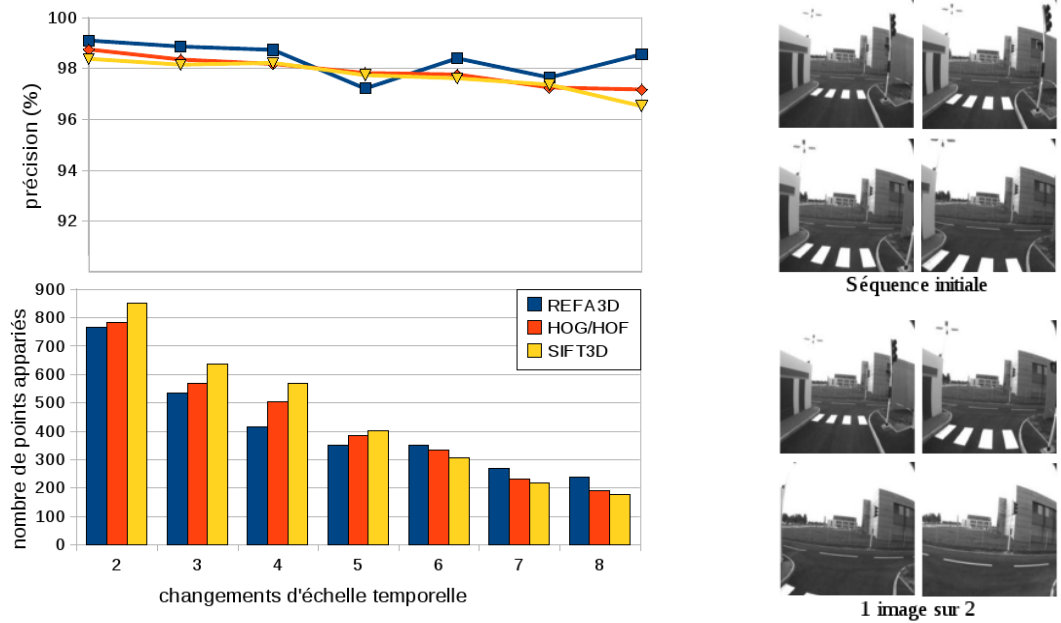 100
98
96
94
92
précision (%)
900
800
700
600
500
400
300
200
100
0
nombre de points appariés
REFA3D
HOG/HOF
SIFT3D
2 3 4 5 6 7 8
changements d'échelle temporelle
Séquence initiale
1 image sur 2